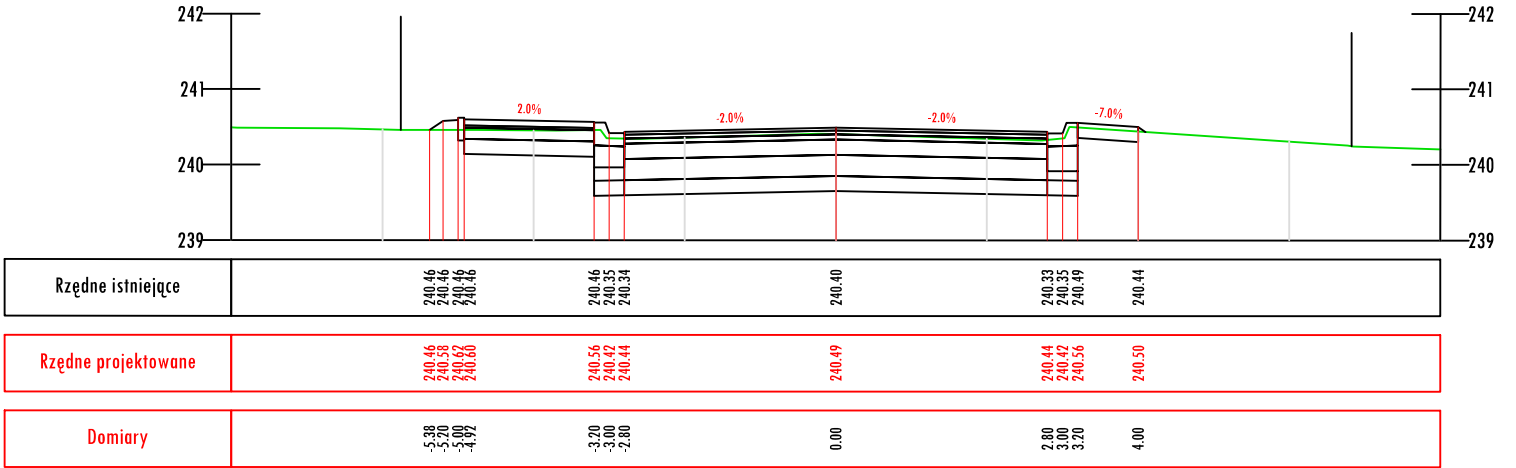 242 242
241 241
240 240
239 239
2.0% -2.0% -2.0% -7.0%
Rzędne istniejące 240.46 240.46 240.46 240.46 240.46 240.35 240.34 240.40 240.33 240.35 240.49 240.44
Rzędne projektowane 240.46 240.58 240.62 240.60 240.56 240.42 240.44 240.49 240.44 240.42 240.56 240.50
Domiary -5.38 -5.20 -5.00 -4.92 -3.20 -3.00 -2.80 0.00 2.80 3.00 3.20 4.00